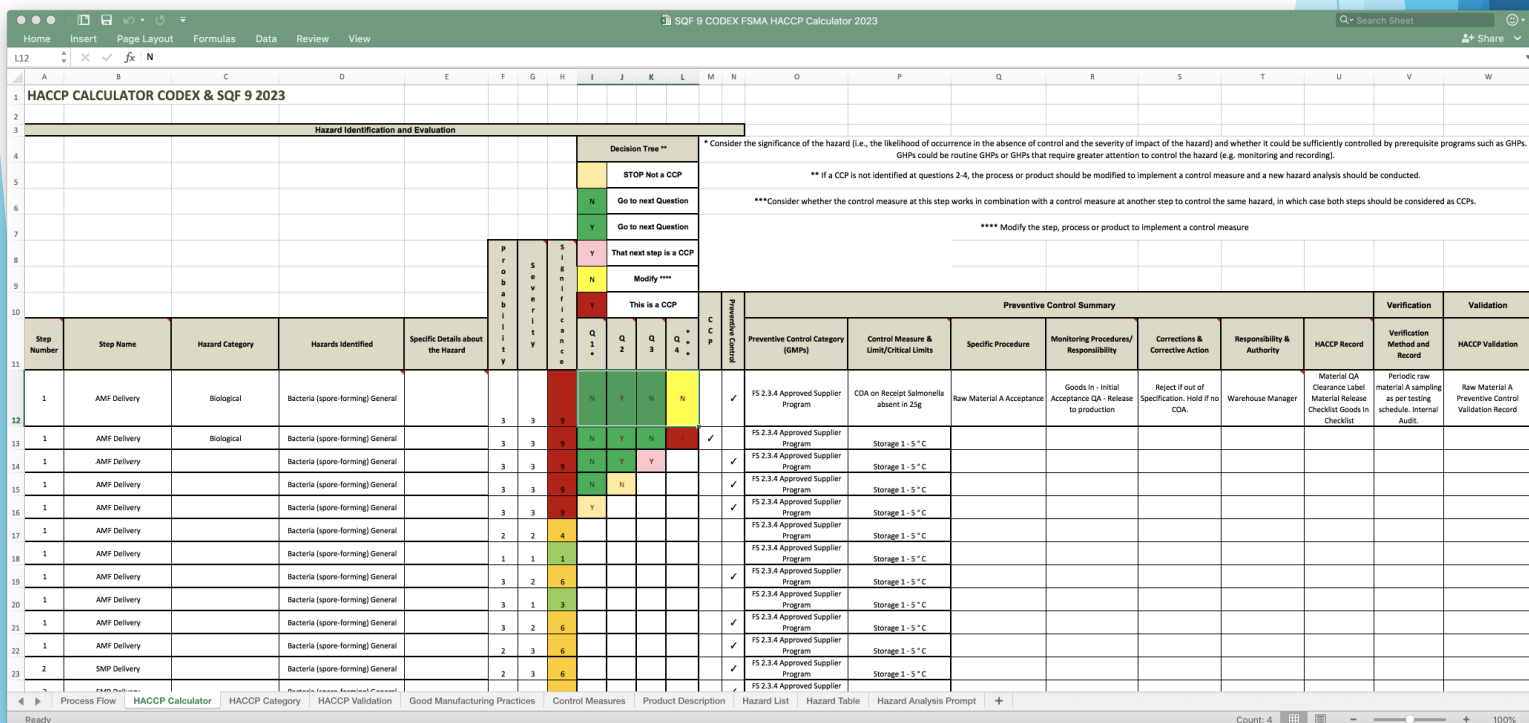 SQF 9 CODEX FSMA HACCP Calculator 2023
Search Sheet
Home Insert Page Layout Formulas Data Review View
Share
L12 fx N
A B C D E F G H I J K L M N O P Q R S T U V W
1 HACCP CALCULATOR CODEX & SQF 9 2023
2
3 Hazard Identification and Evaluation
4 Decision Tree ** * Consider the significance of the hazard (i.e., the likelihood of occurrence in the absence of control and the severity of impact of the hazard) and whether it could be sufficiently controlled by prerequisite programs such as GHPs.
GHPs could be routine GHPs or GHPs that require greater attention to control the hazard (e.g. monitoring and recording).
5 STOP Not a CCP ** If a CCP is not identified at questions 2-4, the process or product should be modified to implement a control measure and a new hazard analysis should be conducted.
6 N Go to next Question ***Consider whether the control measure at this step works in combination with a control measure at another step to control the same hazard, in which case both steps should be considered as CCPs.
7 Y Go to next Question **** Modify the step, process or product to implement a control measure
8 Y That next step is a CCP
9 N Modify ****
10 Y This is a CCP Preventive Control Summary Verification Validation
11 Step Number Step Name Hazard Category Hazards Identified Specific Details about the Hazard Probability Severity Significance Q1* Q2 Q3 Q4*** CCP Preventive Control Preventive Control Category (GMPs) Control Measure & Limit/Critical Limits Specific Procedure Monitoring Procedures/ Responsiibility Corrections & Corrective Action Responsibility & Authority HACCP Record Verification Method and Record HACCP Validation
12 1 AMF Delivery Biological Bacteria (spore-forming) General 3 3 9 N Y N N ✓ FS 2.3.4 Approved Supplier Program COA on Receipt Salmonella absent in 25g Raw Material A Acceptance Goods In - Initial Acceptance QA - Release to production Reject if out of Specification. Hold if no COA. Warehouse Manager Material QA Clearance Label Material Release Checklist Goods In Checklist Periodic raw material A sampling as per testing schedule. Internal Audit. Raw Material A Preventive Control Validation Record
13 1 AMF Delivery Biological Bacteria (spore-forming) General 3 3 9 N Y N Y ✓ FS 2.3.4 Approved Supplier Program Storage 1 - 5 ° C
14 1 AMF Delivery Bacteria (spore-forming) General 3 3 9 N Y Y ✓ FS 2.3.4 Approved Supplier Program Storage 1 - 5 ° C
15 1 AMF Delivery Bacteria (spore-forming) General 3 3 9 N N ✓ FS 2.3.4 Approved Supplier Program Storage 1 - 5 ° C
16 1 AMF Delivery Bacteria (spore-forming) General 3 3 9 Y ✓ FS 2.3.4 Approved Supplier Program Storage 1 - 5 ° C
17 1 AMF Delivery Bacteria (spore-forming) General 2 2 4 FS 2.3.4 Approved Supplier Program Storage 1 - 5 ° C
18 1 AMF Delivery Bacteria (spore-forming) General 1 1 1 FS 2.3.4 Approved Supplier Program Storage 1 - 5 ° C
19 1 AMF Delivery Bacteria (spore-forming) General 3 2 6 ✓ FS 2.3.4 Approved Supplier Program Storage 1 - 5 ° C
20 1 AMF Delivery Bacteria (spore-forming) General 3 1 3 FS 2.3.4 Approved Supplier Program Storage 1 - 5 ° C
21 1 AMF Delivery Bacteria (spore-forming) General 3 2 6 ✓ FS 2.3.4 Approved Supplier Program Storage 1 - 5 ° C
22 1 AMF Delivery Bacteria (spore-forming) General 2 3 6 ✓ FS 2.3.4 Approved Supplier Program Storage 1 - 5 ° C
23 2 SMP Delivery Bacteria (spore-forming) General 2 3 6 ✓ FS 2.3.4 Approved Supplier Program Storage 1 - 5 ° C
FS 2.3.4 Approved Supplier
Process Flow HACCP Calculator HACCP Category HACCP Validation Good Manufacturing Practices Control Measures Product Description Hazard List Hazard Table Hazard Analysis Prompt +
Ready Count: 4 100%